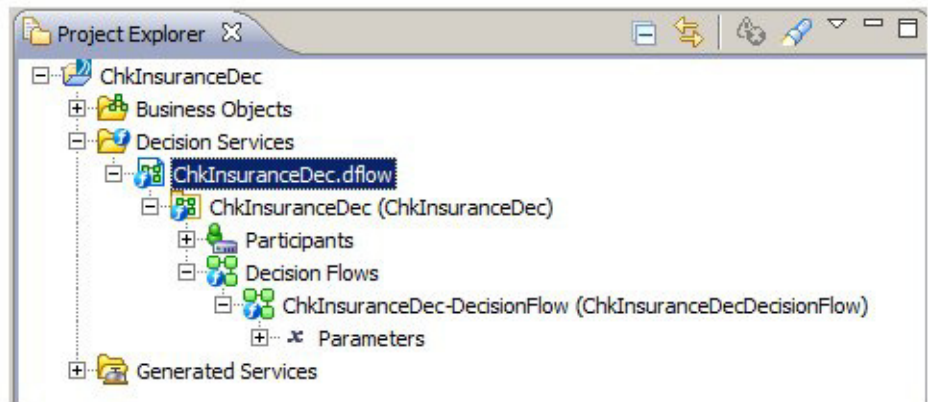 Project Explorer
ChkInsuranceDec
Business Objects
Decision Services
ChkInsuranceDec.dflow
ChkInsuranceDec (ChkInsuranceDec)
Participants
Decision Flows
ChkInsuranceDec-DecisionFlow (ChkInsuranceDecDecisionFlow)
x Parameters
Generated Services